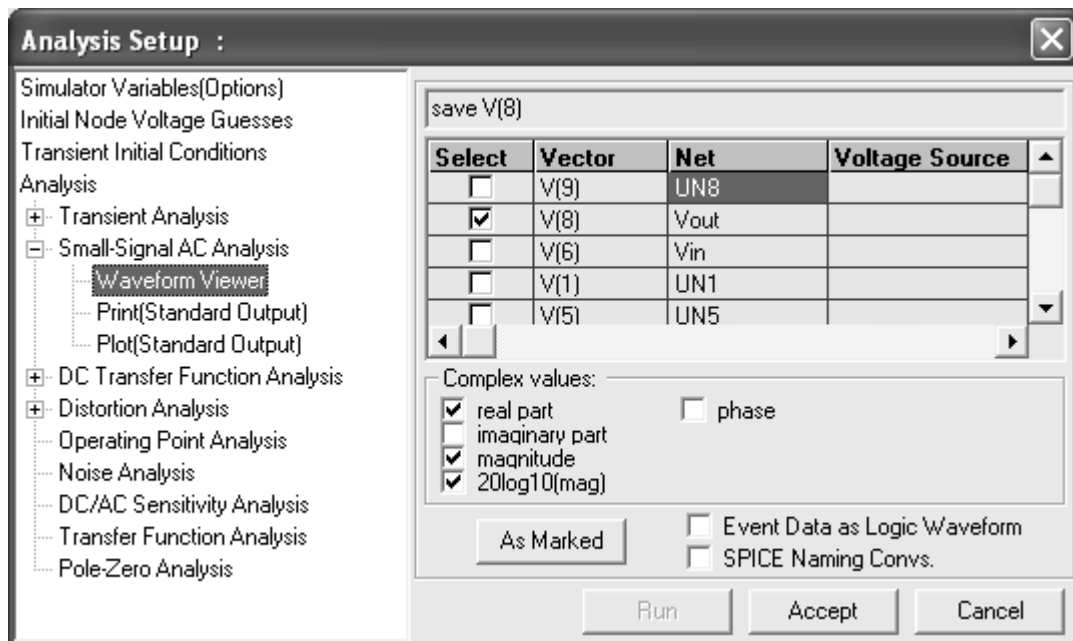 Analysis Setup :
Simulator Variables(Options)
Initial Node Voltage Guesses
Transient Initial Conditions
Analysis
Transient Analysis
Small-Signal AC Analysis
Waveform Viewer
Print(Standard Output)
Plot(Standard Output)
DC Transfer Function Analysis
Distortion Analysis
Operating Point Analysis
Noise Analysis
DC/AC Sensitivity Analysis
Transfer Function Analysis
Pole-Zero Analysis
save V(8)
Select Vector Net Voltage Source
V(9) UN8
V(8) Vout
V(6) Vin
V(1) UN1
V(5) UN5
Complex values:
real part phase
imaginary part
magnitude
20log10(mag)
As Marked
Event Data as Logic Waveform
SPICE Naming Convs.
Run Accept Cancel